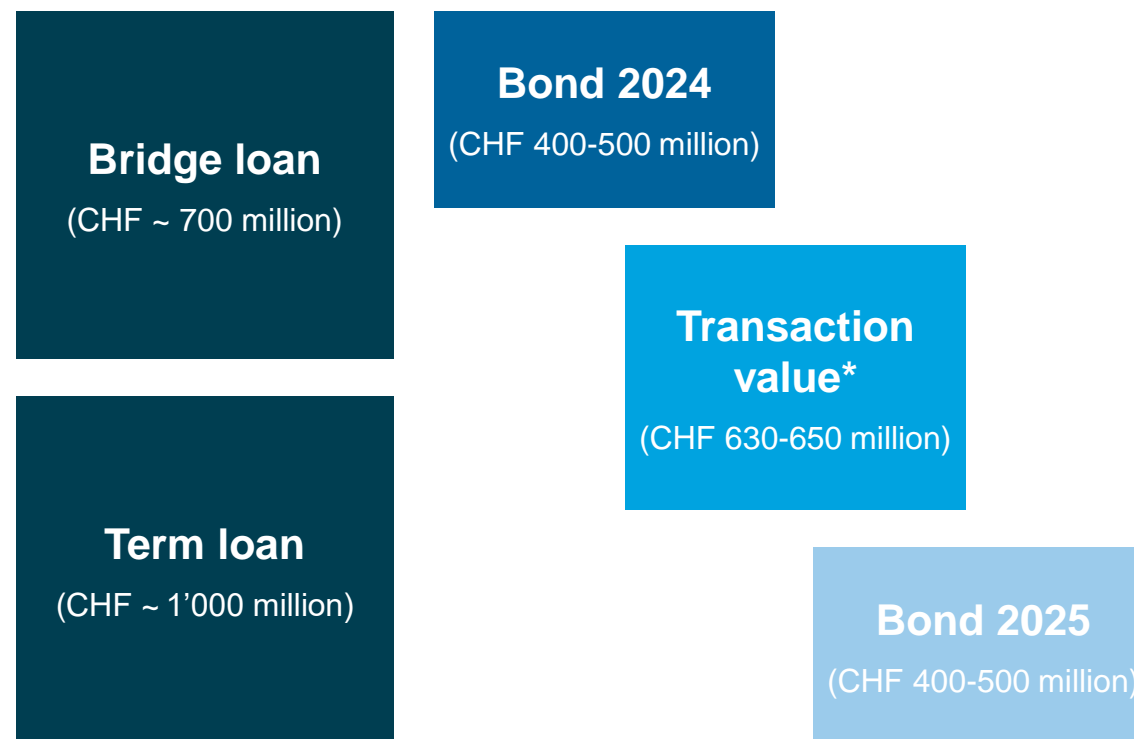 Bridge loan
(CHF ~ 700 million)
Bond 2024
(CHF 400-500 million)
Transaction
value*
(CHF 630-650 million)
Term loan
(CHF ~ 1’000 million)
Bond 2025
(CHF 400-500 million)